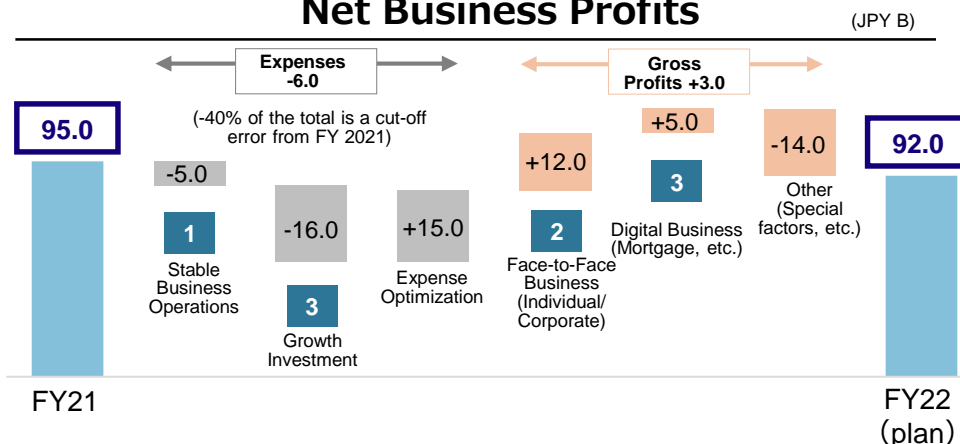 Net Business Profits
(JPY B)
Expenses
-6.0
Gross
Profits +3.0
(-40% of the total is a cut-off
error from FY 2021)
95.0
92.0
-5.0
1
Stable
Business
Operations
-16.0
3
Growth
Investment
+15.0
Expense
Optimization
+12.0
2
Face-to-Face
Business
(Individual/
Corporate)
+5.0
3
Digital Business
(Mortgage, etc.)
-14.0
Other
(Special
factors, etc.)
FY21
FY22
(plan)